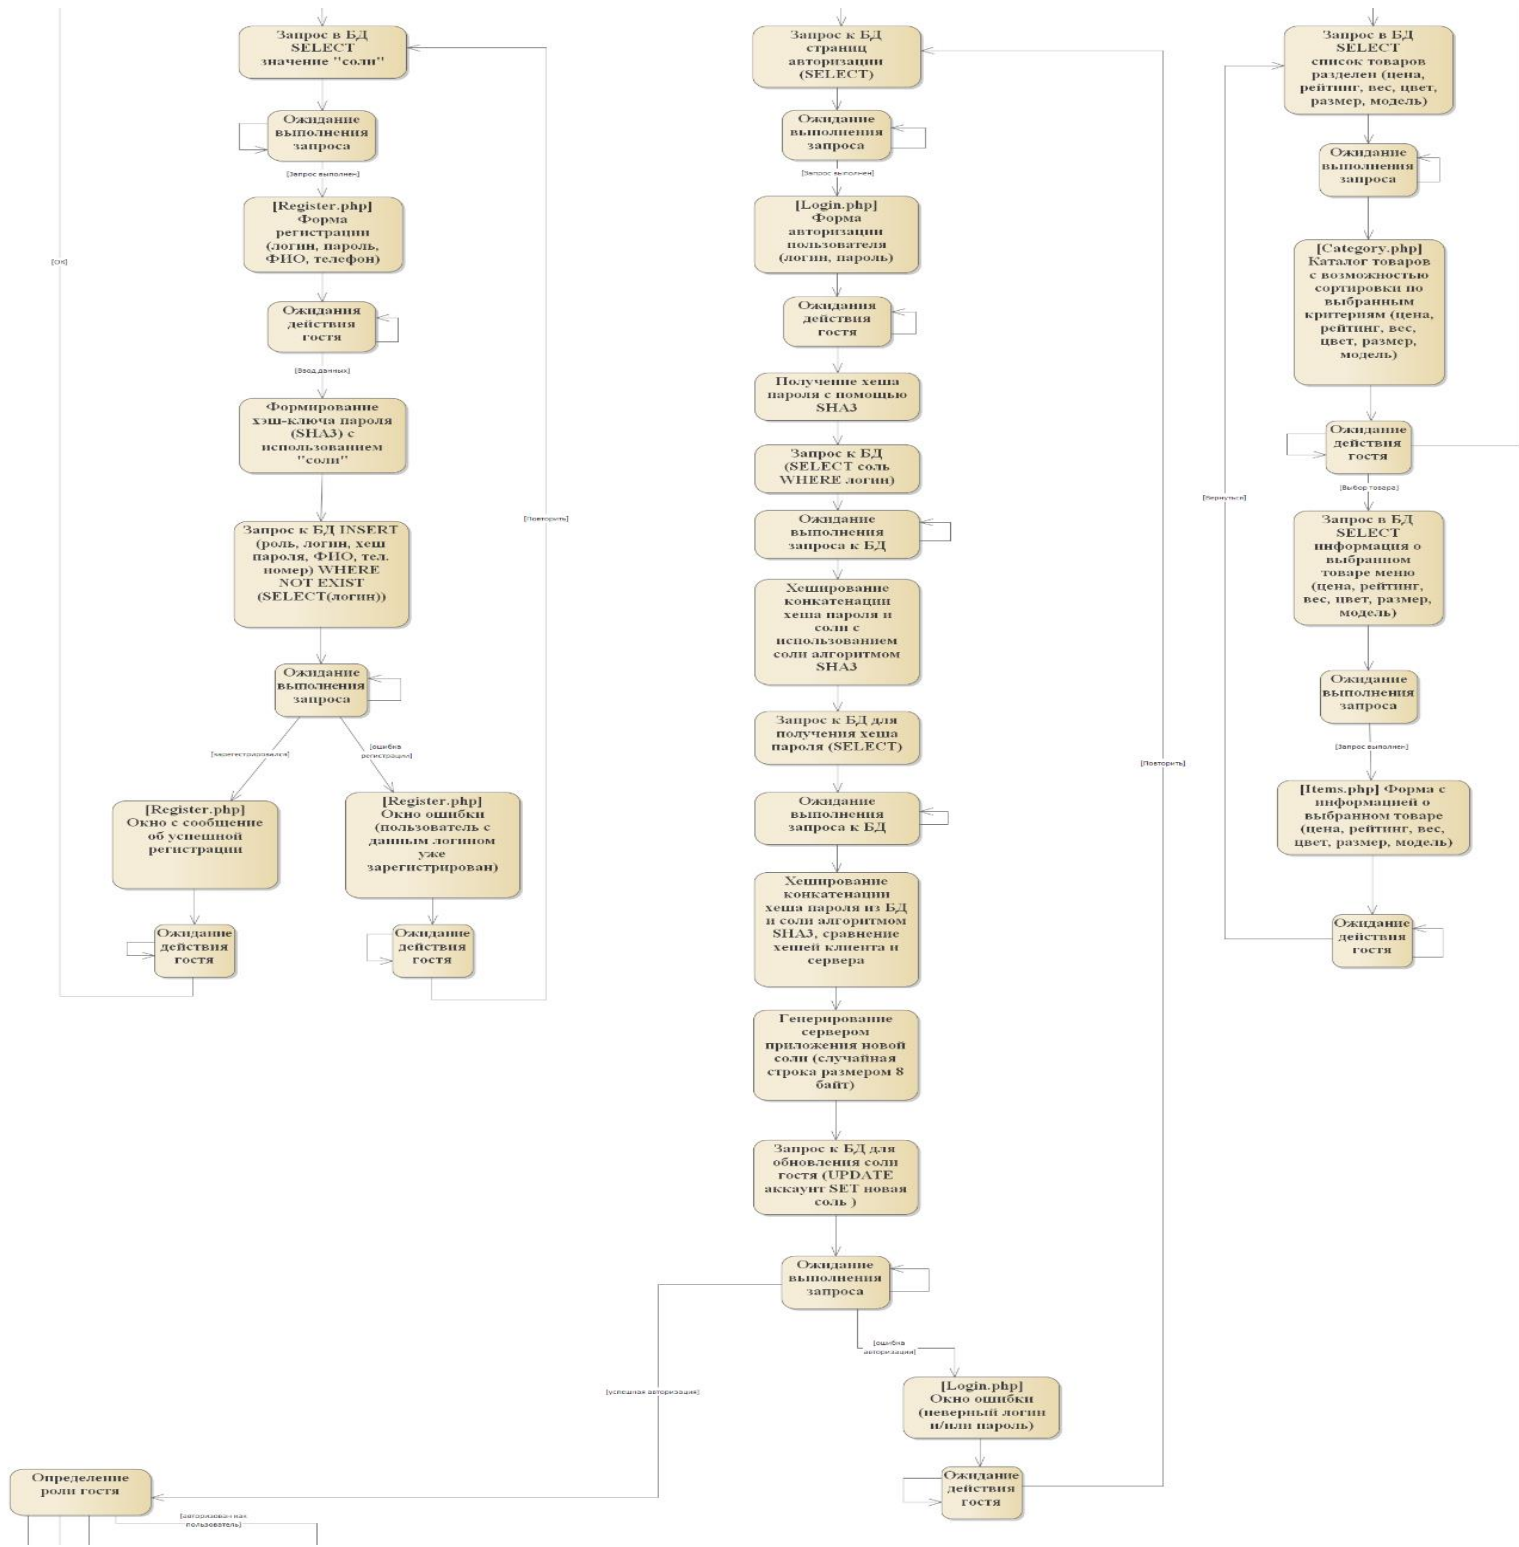 Запрос в БД
SELECT
значение "соли"
Ожидание
выполнения
запроса
[Запрос выполнен]
[Register.php]
Форма
регистрации
(логин, пароль,
ФИО, телефон)
[ОК]
Ожидания
действия
гостя
[Ввод данных]
Формирование
хэш-ключа пароля
(SHA3) с
использованием
"соли"
Запрос к БД INSERT
(роль, логин, хеш
пароля, ФИО, тел.
номер) WHERE
NOT EXIST
(SELECT(логин))
[Повторить]
Ожидание
выполнения
запроса
[зарегистрировался]
[ошибка
регистрации]
[Register.php]
Окно с сообщение
об успешной
регистрации
[Register.php]
Окно ошибки
(пользователь с
данным логином
уже
зарегистрирован)
Ожидание
действия
гостя
Ожидание
действия
гостя
Запрос к БД
страниц
авторизации
(SELECT)
Ожидание
выполнения
запроса
[Запрос выполнен]
[Login.php]
Форма
авторизации
пользователя
(логин, пароль)
Ожидания
действия
гостя
Получение хеша
пароля с помощью
SHA3
Запрос к БД
(SELECT соль
WHERE логин)
Ожидание
выполнения
запроса к БД
Хеширование
конкатенации
хеша пароля и
соли с
использованием
соли алгоритмом
SHA3
Запрос к БД для
получения хеша
пароля (SELECT)
[Повторить]
Ожидание
выполнения
запроса к БД
Хеширование
конкатенации
хеша пароля из БД
и соли алгоритмом
SHA3, сравнение
хешей клиента и
сервера
Генерирование
сервером
приложения новой
соли (случайная
строка размером 8
байт)
Запрос к БД для
обновления соли
гостя (UPDATE
аккаунт SET новая
соль )
Ожидание
выполнения
запроса
[ошибка
авторизации]
[успешная авторизация]
[Login.php]
Окно ошибки
(неверный логин
и/или пароль)
Ожидание
действия
гостя
Определение
роли гостя
[авторизован как
пользователь]
Запрос в БД
SELECT
список товаров
разделен (цена,
рейтинг, вес, цвет,
размер, модель)
Ожидание
выполнения
запроса
[Category.php]
Каталог товаров
с возможностью
сортировки по
выбранным
критериям (цена,
рейтинг, вес,
цвет, размер,
модель)
Ожидание
действия
гостя
[Выбор товара]
[Вернуться]
Запрос в БД
SELECT
информация о
выбранном
товаре меню
(цена, рейтинг,
вес, цвет, размер,
модель)
Ожидание
выполнения
запроса
[Запрос выполнен]
[Items.php] Форма с
информацией о
выбранном товаре
(цена, рейтинг, вес,
цвет, размер, модель)
Ожидание
действия
гостя